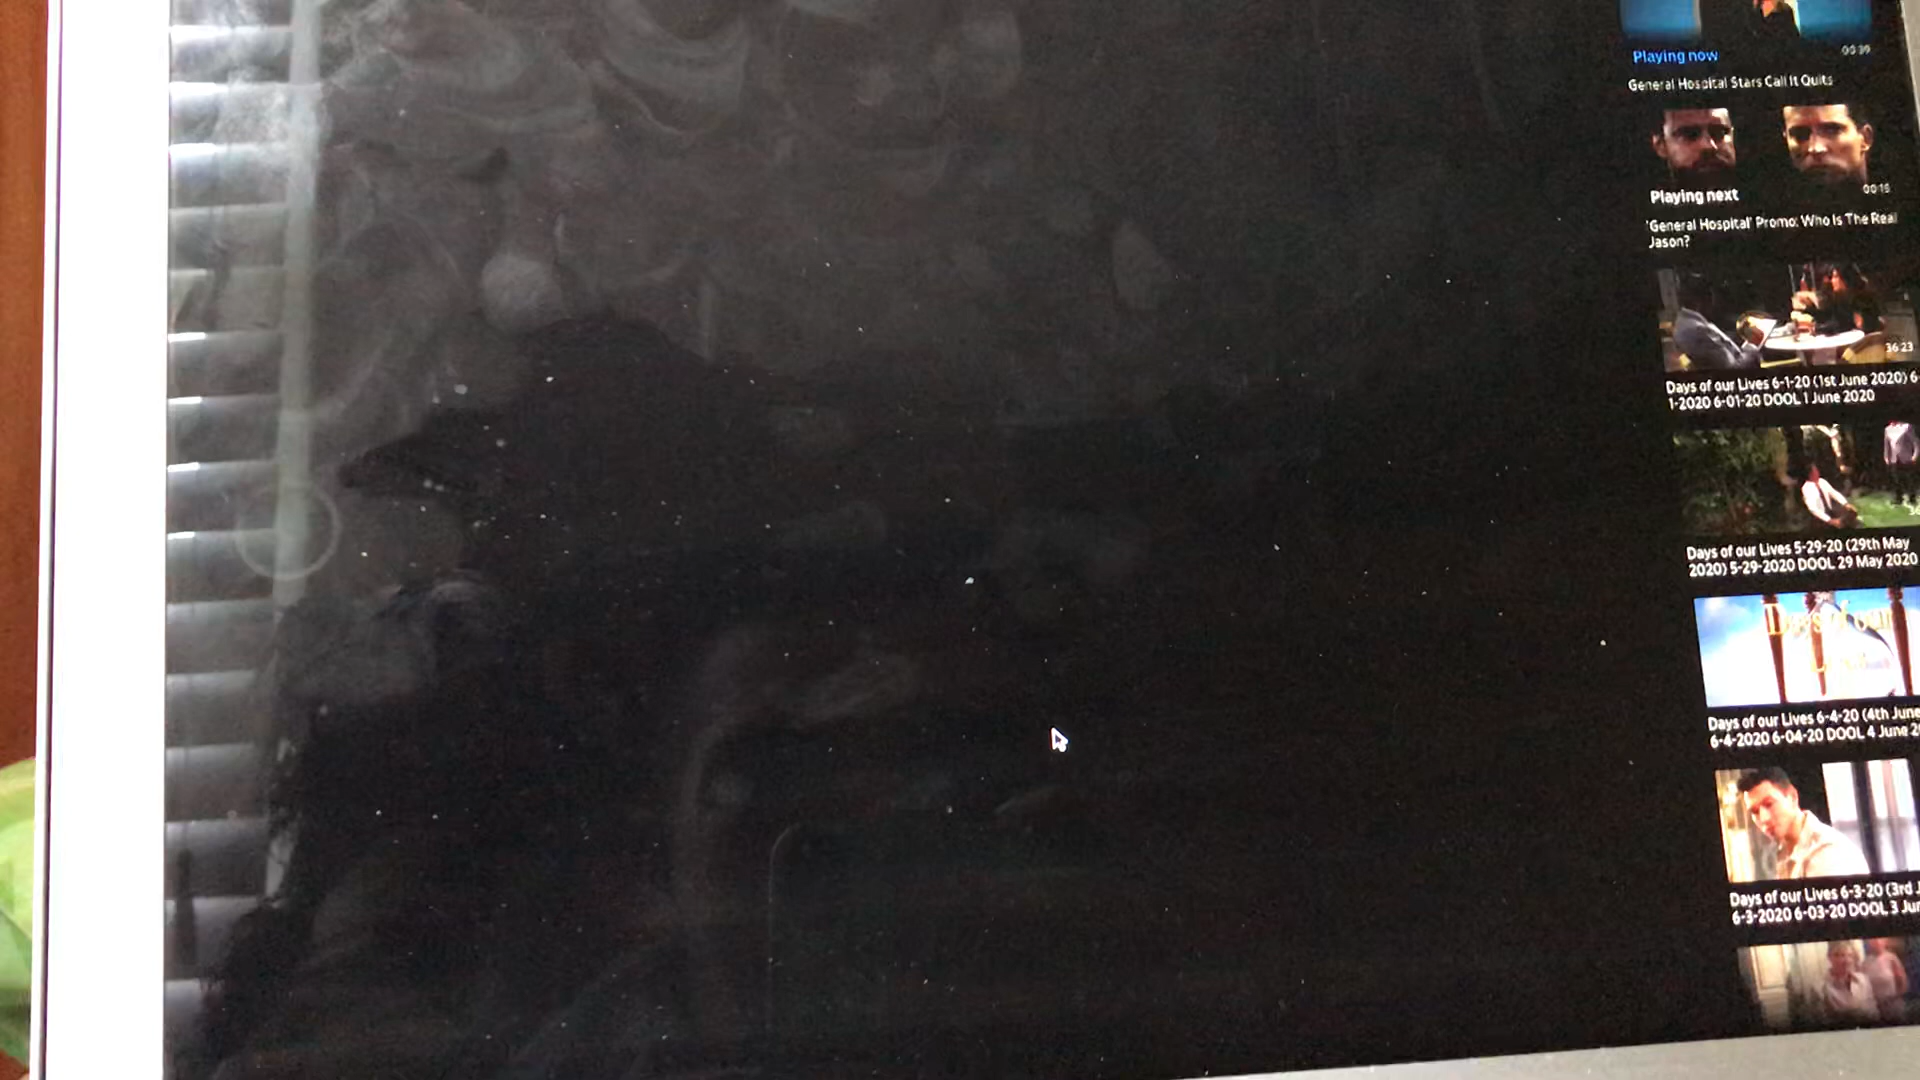 Playing now
00:39
General Hospital Stars Call It Quits
Playing next
00:15
'General Hospital' Promo: Who Is The Real
Jason?
36:23
Days of our Lives 6-1-20 (1st June 2020) 6-
1-2020 6-01-20 DOOL 1 June 2020
Days of our Lives 5-29-20 (29th May
2020) 5-29-2020 DOOL 29 May 2020
Days of our
Days of our Lives 6-4-20 (4th June
6-4-2020 6-04-20 DOOL 4 June 2
Days of our Lives 6-3-20 (3rd J
6-3-2020 6-03-20 DOOL 3 Jun